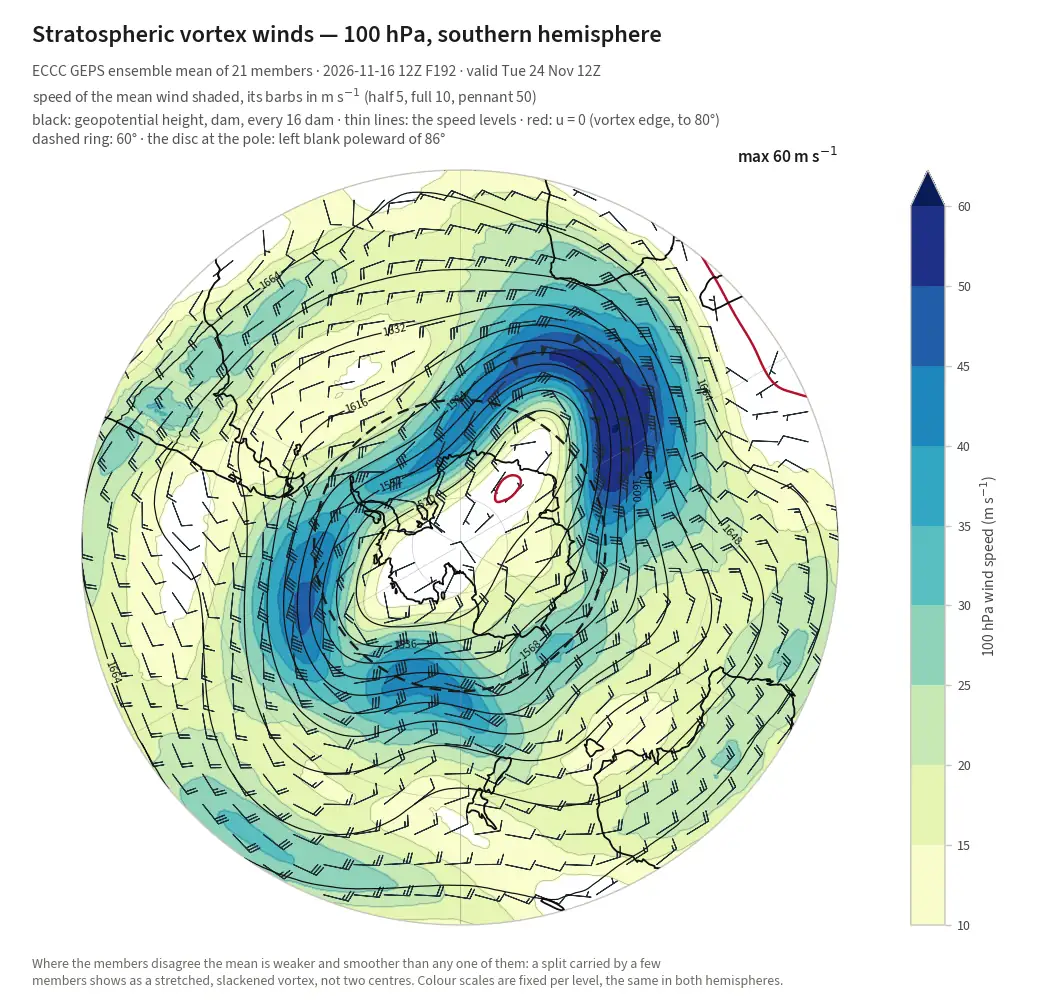 Stratospheric vortex winds — 100 hPa, southern hemisphere
ECCC GEPS ensemble mean of 21 members · 2026-11-16 12Z F192 · valid Tue 24 Nov 12Z
speed of the mean wind shaded, its barbs in m s⁻¹ (half 5, full 10, pennant 50)
black: geopotential height, dam, every 16 dam · thin lines: the speed levels · red: u = 0 (vortex edge, to 80°)
dashed ring: 60° · the disc at the pole: left blank poleward of 86°
max 60 m s⁻¹
60
50
45
40
35
30
25
20
15
10
100 hPa wind speed (m s⁻¹)
1664
1632
1616
1664
1600
1648
1568
1664
Where the members disagree the mean is weaker and smoother than any one of them: a split carried by a few
members shows as a stretched, slackened vortex, not two centres. Colour scales are fixed per level, the same in both hemispheres.